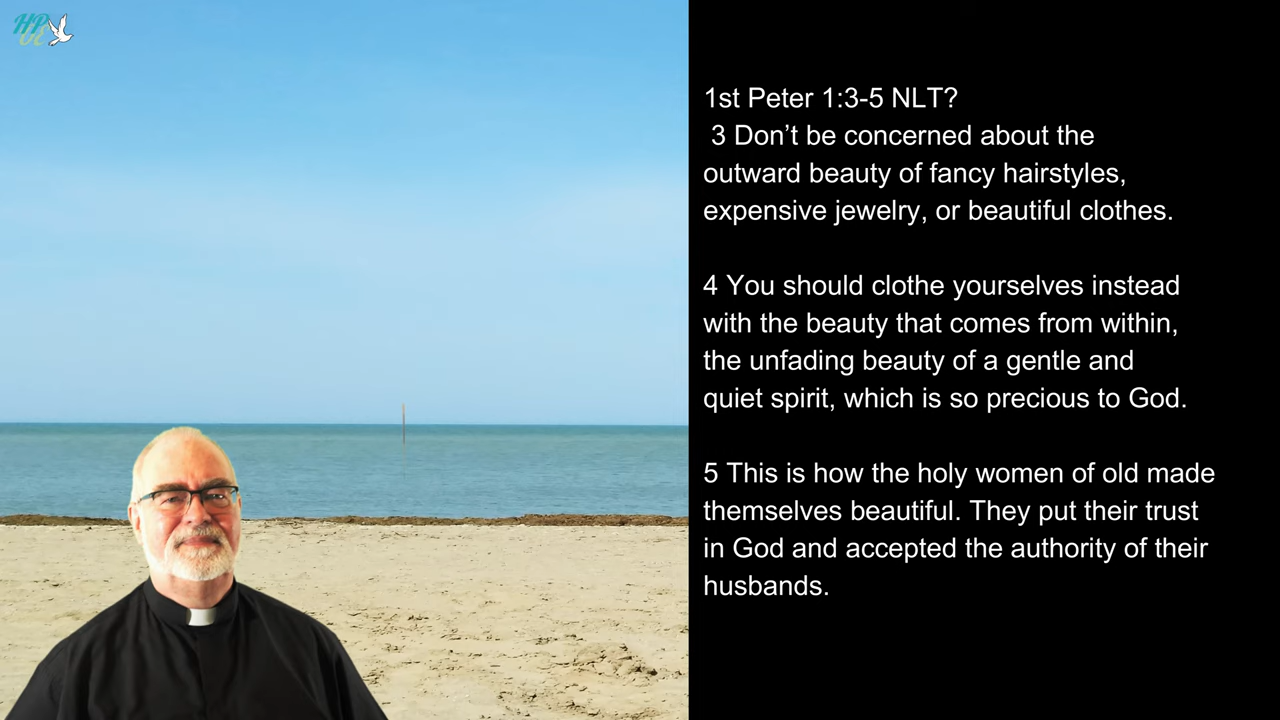 HP
OL
1st Peter 1:3-5 NLT?
3 Don’t be concerned about the
outward beauty of fancy hairstyles,
expensive jewelry, or beautiful clothes.
4 You should clothe yourselves instead
with the beauty that comes from within,
the unfading beauty of a gentle and
quiet spirit, which is so precious to God.
5 This is how the holy women of old made
themselves beautiful. They put their trust
in God and accepted the authority of their
husbands.